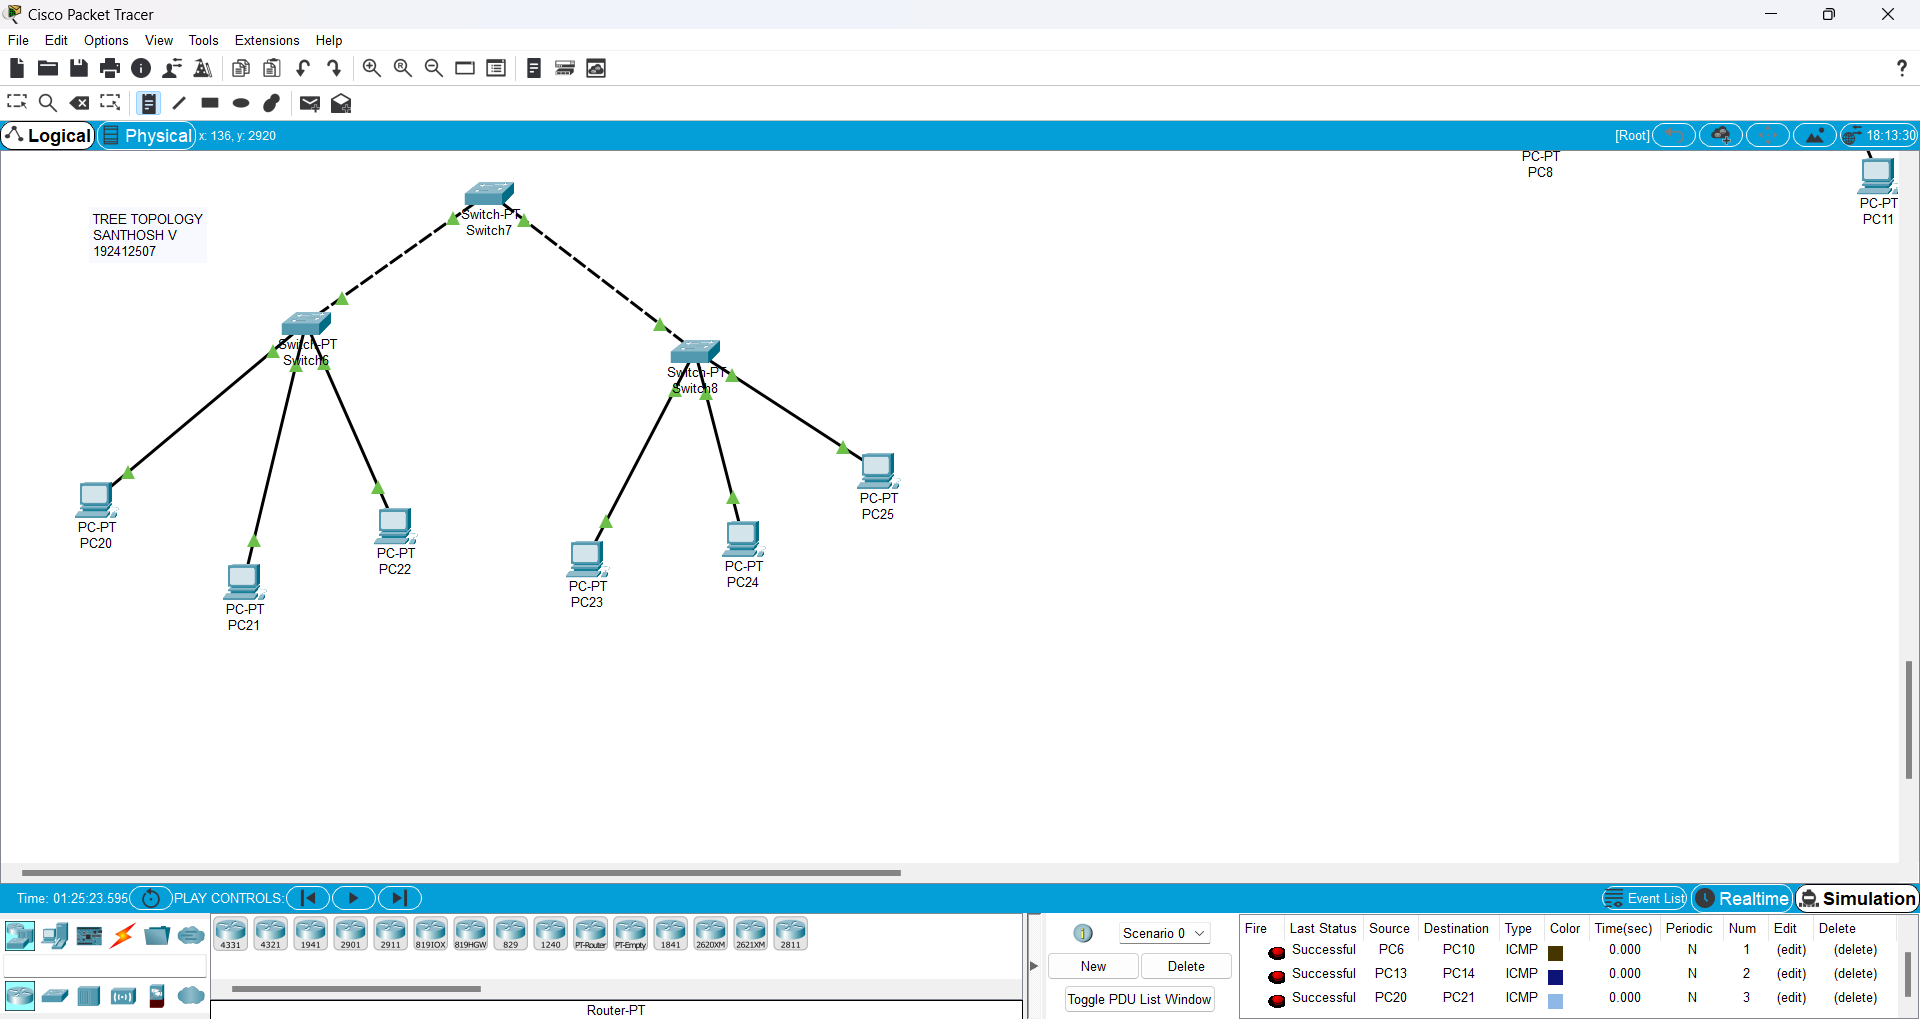 Cisco Packet Tracer
File Edit Options View Tools Extensions Help
?
Logical Physical x: 136, y: 2920 [Root] 18:13:30
PC-PT
PC8
PC-PT
PC11
TREE TOPOLOGY
SANTHOSH V
192412507
Switch-PT
Switch7
Switch-PT
Switch6
Switch-PT
Switch8
PC-PT
PC20
PC-PT
PC21
PC-PT
PC22
PC-PT
PC23
PC-PT
PC24
PC-PT
PC25
Time: 01:25:23.595 PLAY CONTROLS: Event List Realtime Simulation
4331 4321 1941 2901 2911 819IOX 819HGW 829 1240 PT-Router PT-Empty 1841 2620XM 2621XM 2811
Router-PT
Scenario 0
New Delete
Toggle PDU List Window
Fire Last Status Source Destination Type Color Time(sec) Periodic Num Edit Delete
Successful PC6 PC10 ICMP 0.000 N 1 (edit) (delete)
Successful PC13 PC14 ICMP 0.000 N 2 (edit) (delete)
Successful PC20 PC21 ICMP 0.000 N 3 (edit) (delete)